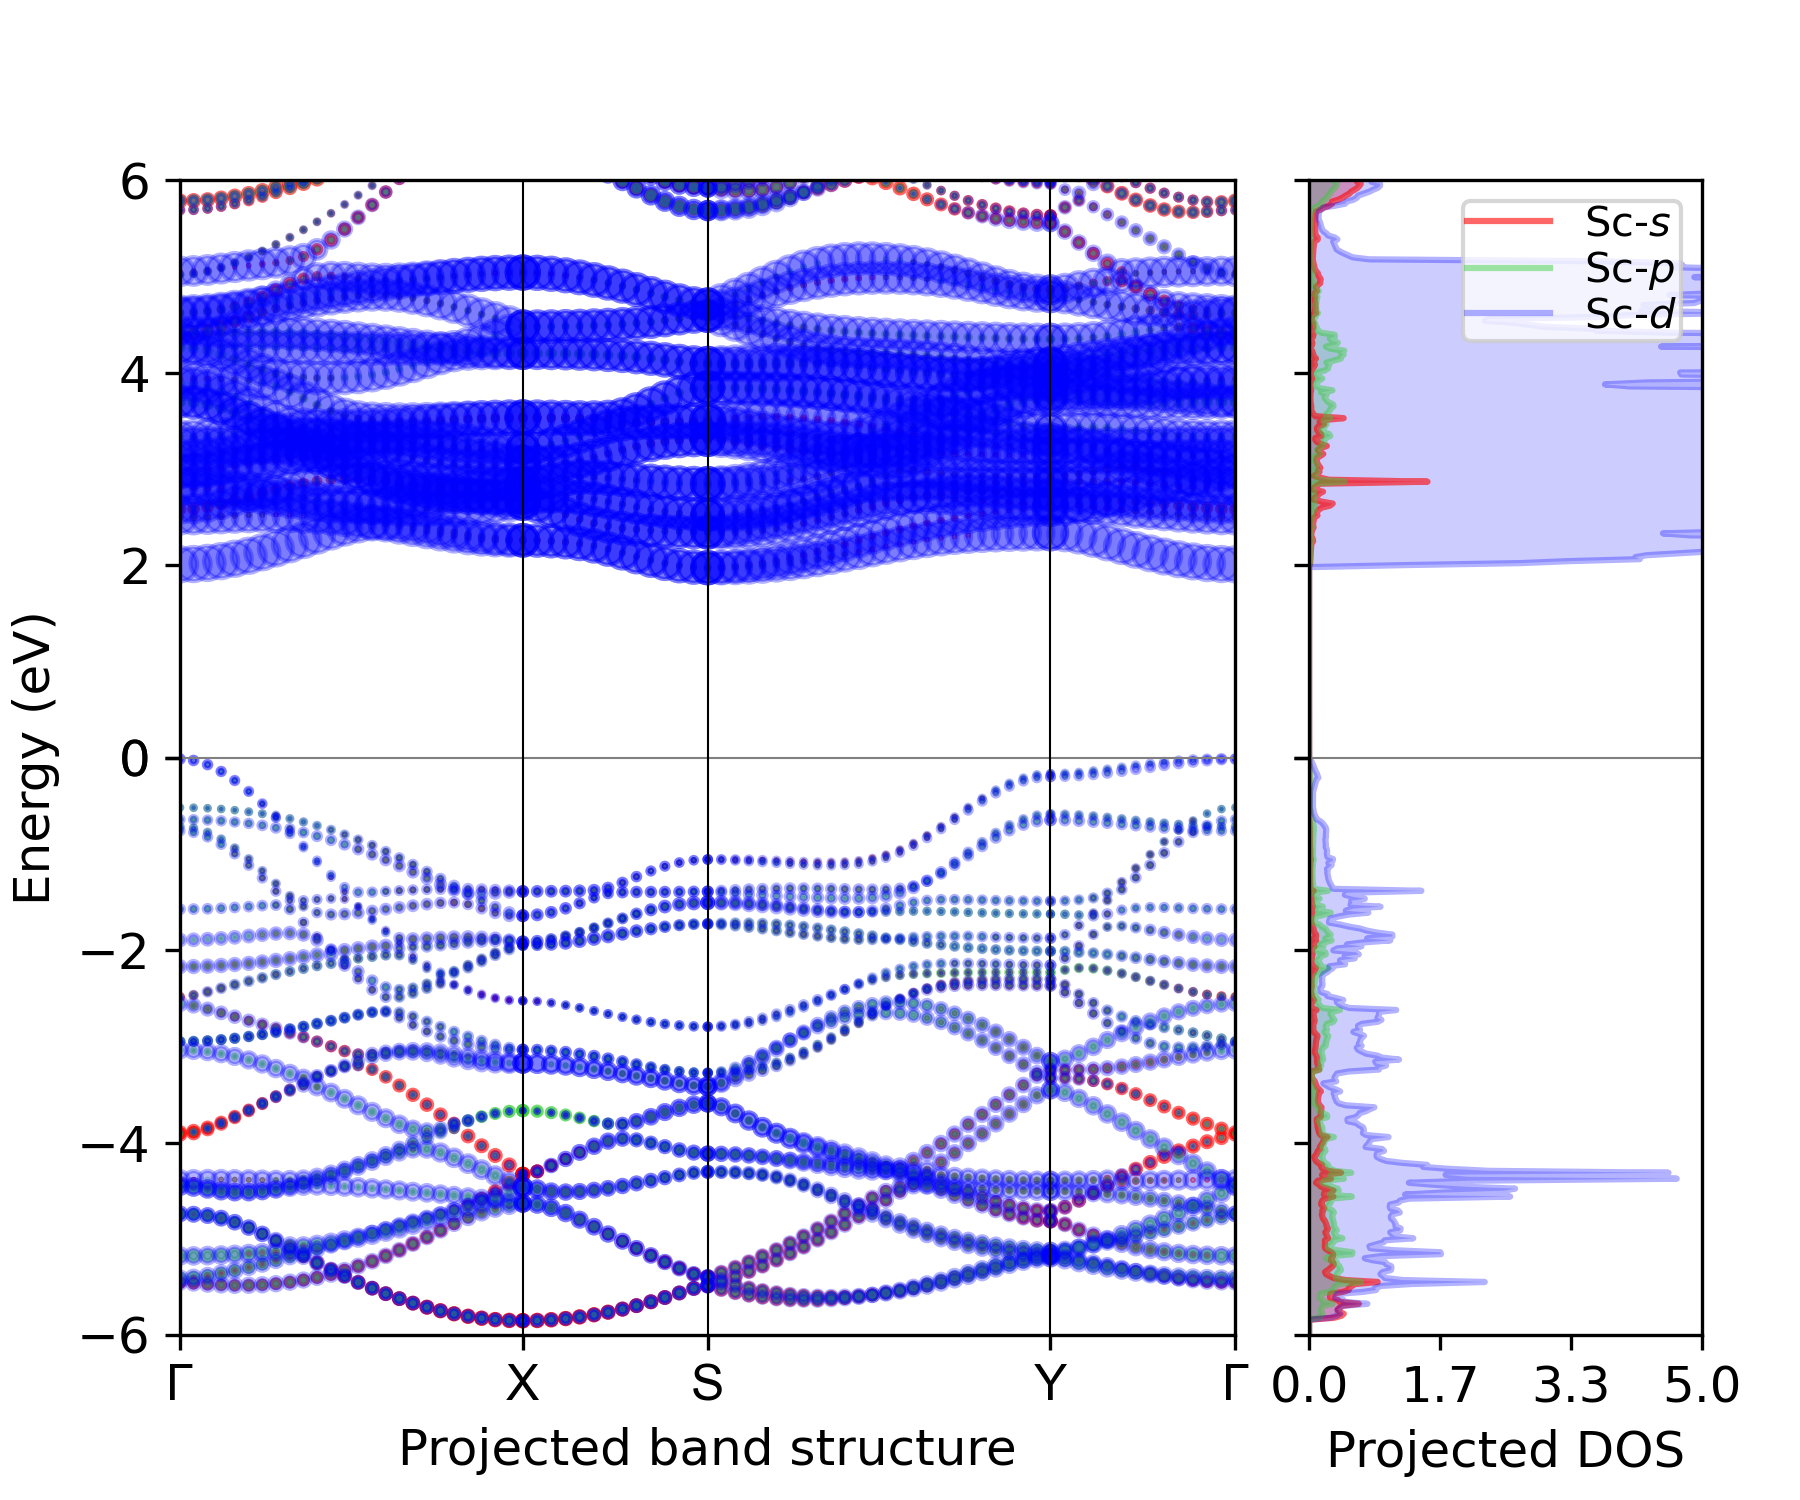 6
4
2
0
−2
−4
−6
Energy (eV)
Γ X S Y Γ
Projected band structure
Sc-s
Sc-p
Sc-d
0.0 1.7 3.3 5.0
Projected DOS